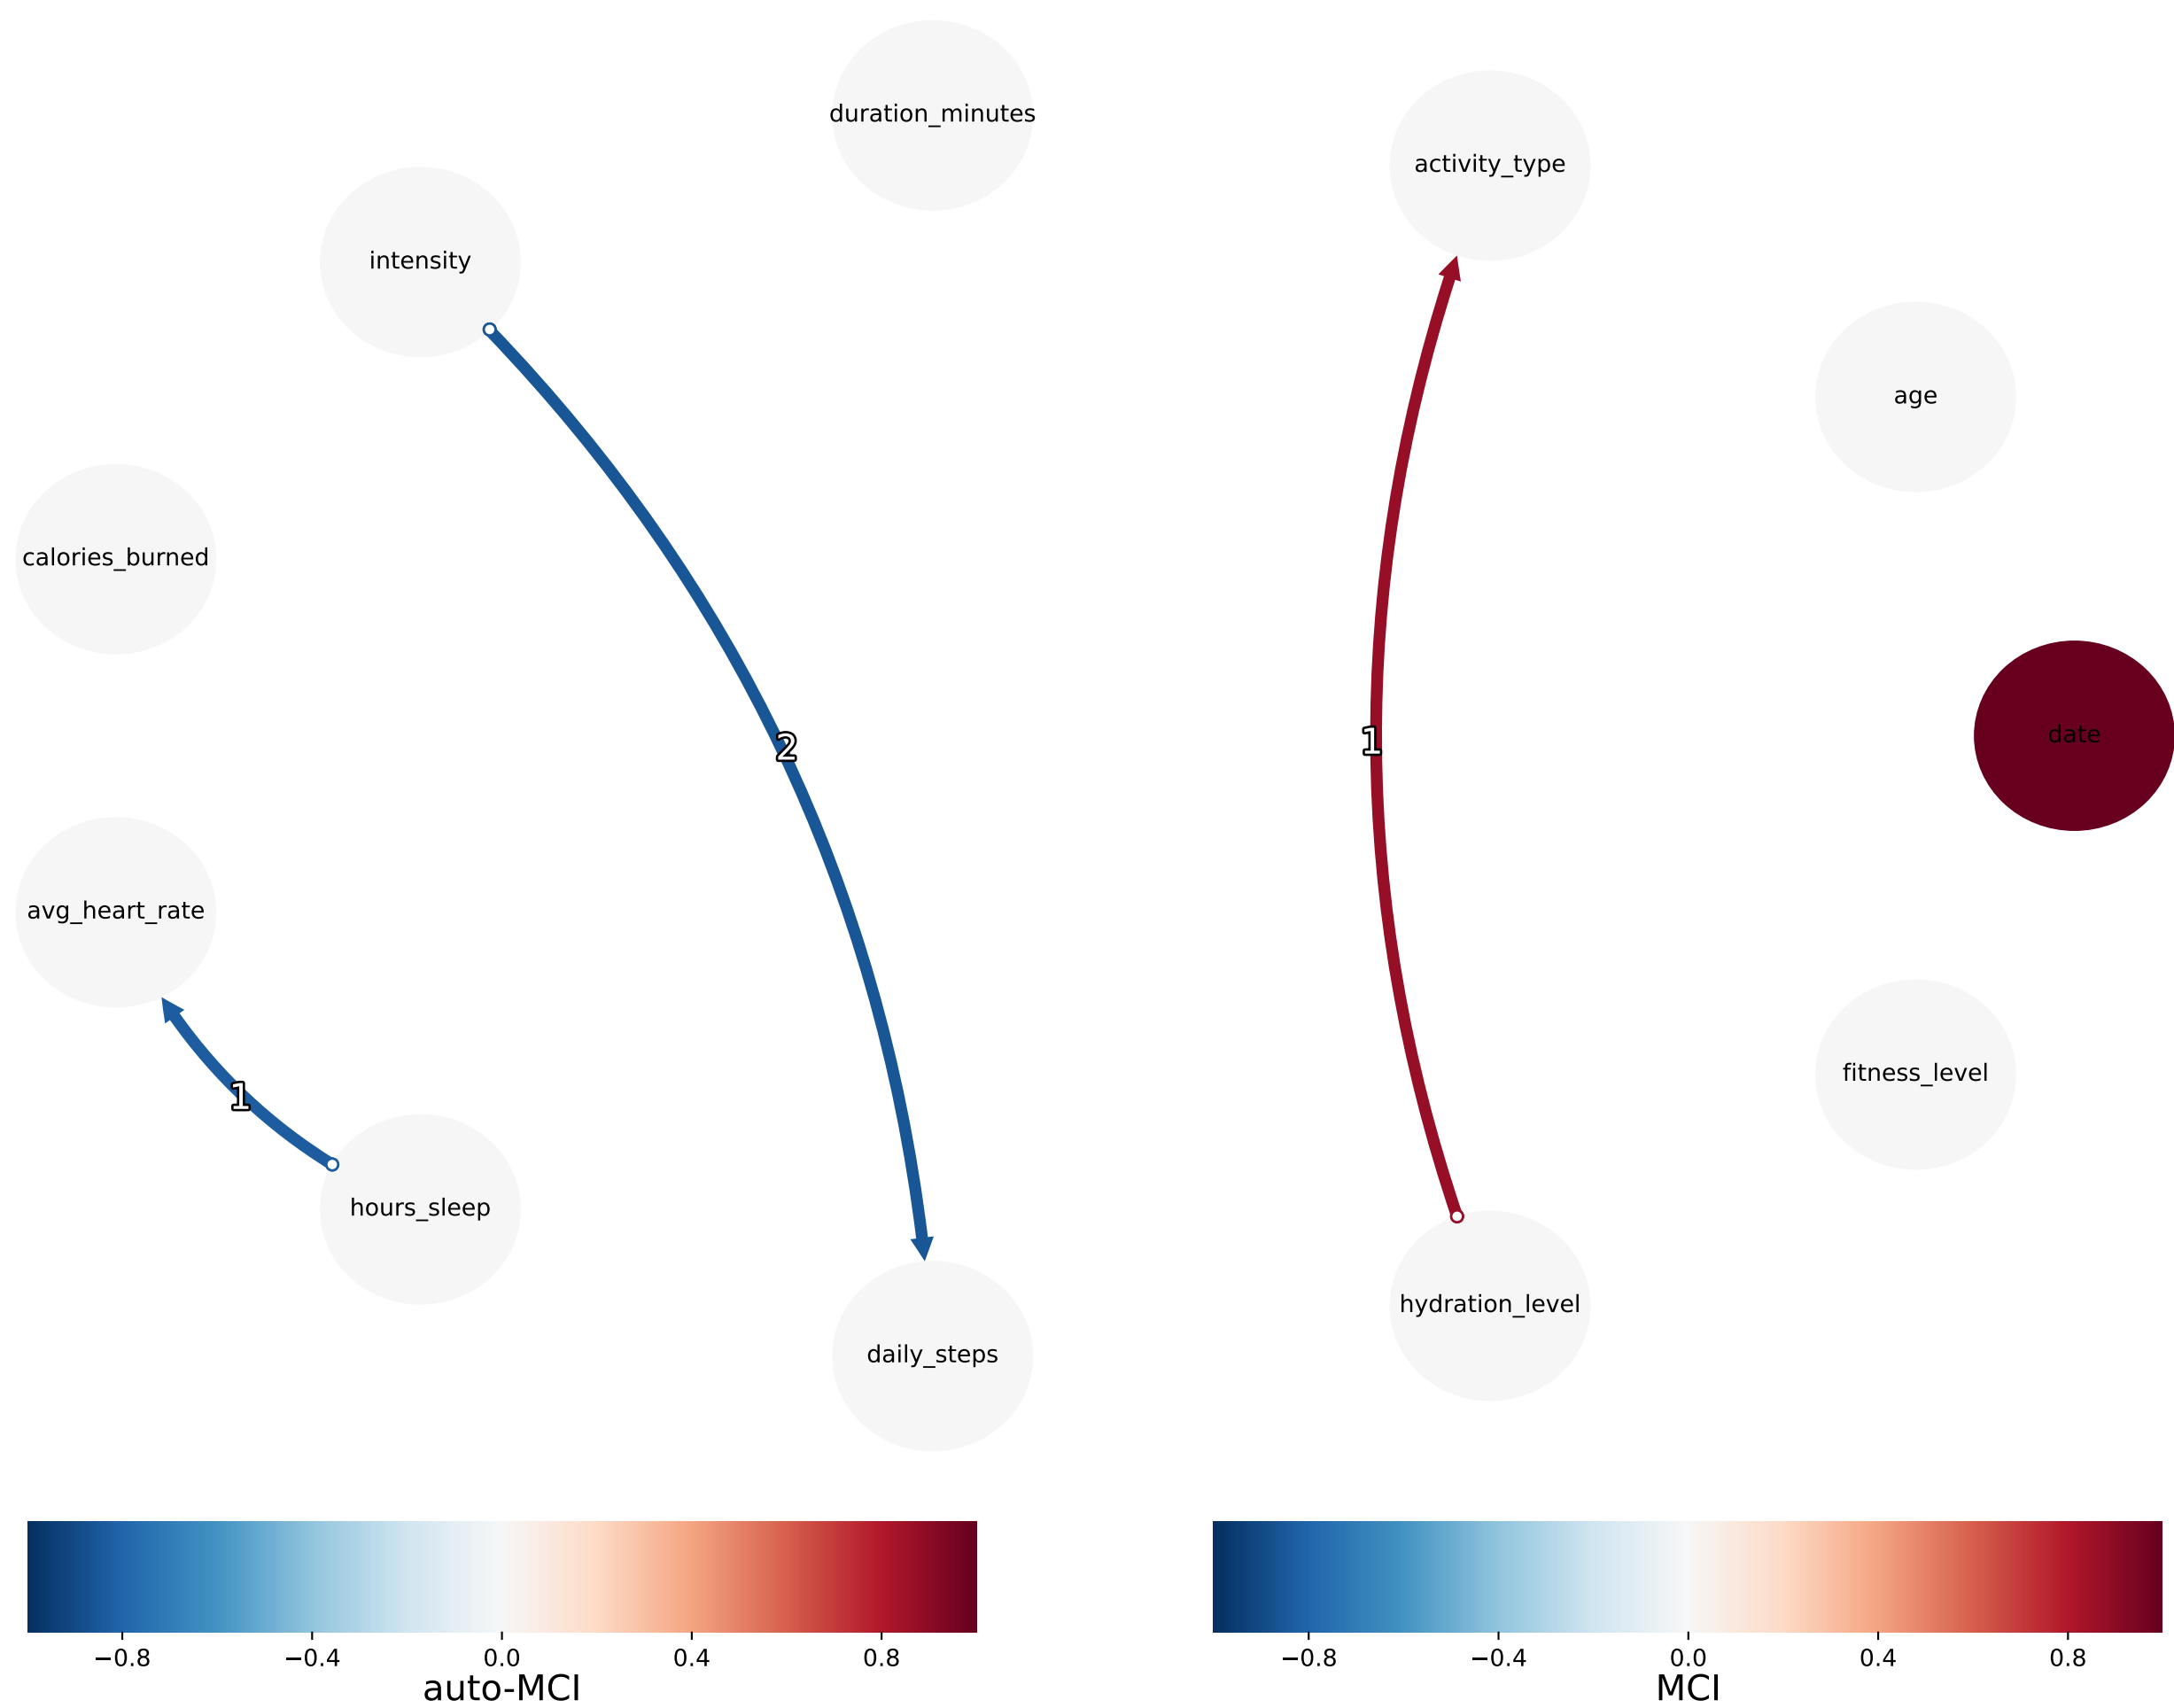 duration_minutes
activity_type
intensity
age
calories_burned
2
1
date
avg_heart_rate
fitness_level
1
hours_sleep
hydration_level
daily_steps
−0.8 −0.4 0.0 0.4 0.8
auto-MCI
−0.8 −0.4 0.0 0.4 0.8
MCI